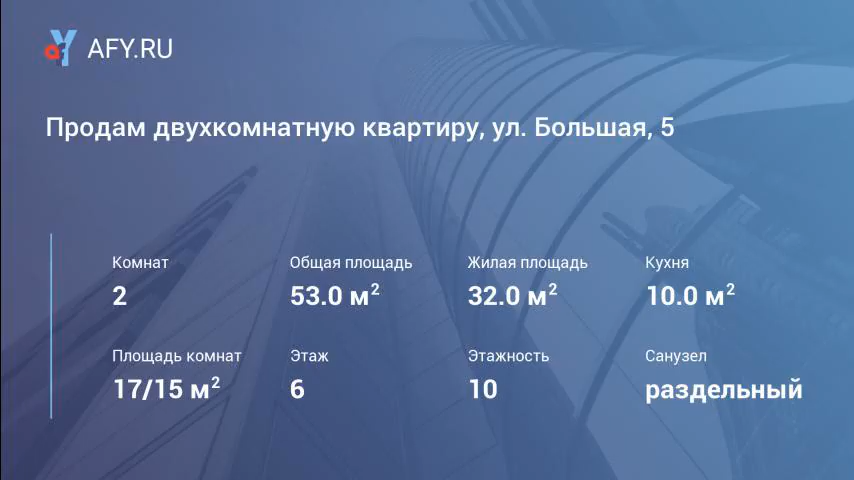 AFY.RU
Продам двухкомнатную квартиру, ул. Большая, 5
Комнат
2
Общая площадь
53.0 м²
Жилая площадь
32.0 м²
Кухня
10.0 м²
Площадь комнат
17/15 м²
Этаж
6
Этажность
10
Санузел
раздельный